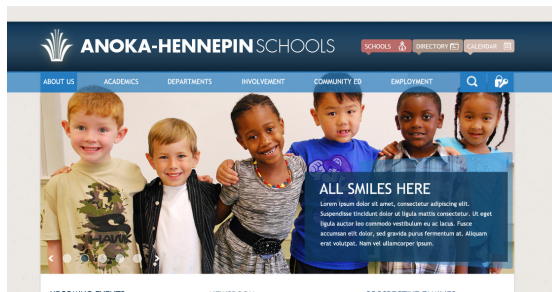 ANOKA-HENNEPIN SCHOOLS
SCHOOLS DIRECTORY CALENDAR
ABOUT US ACADEMICS DEPARTMENTS INVOLVEMENT COMMUNITY ED EMPLOYMENT
ALL SMILES HERE
Lorem ipsum dolor sit amet, consectetur adipiscing elit.
Suspendisse tincidunt dolor ut ligula mattis consectetur. Ut eget
ligula auctor leo commodo vestibulum eu ac lacus. Fusce
accumsan elit dolor, sed gravida purus fermentum at. Aliquam
erat volutpat. Nam vel ullamcorper ipsum.